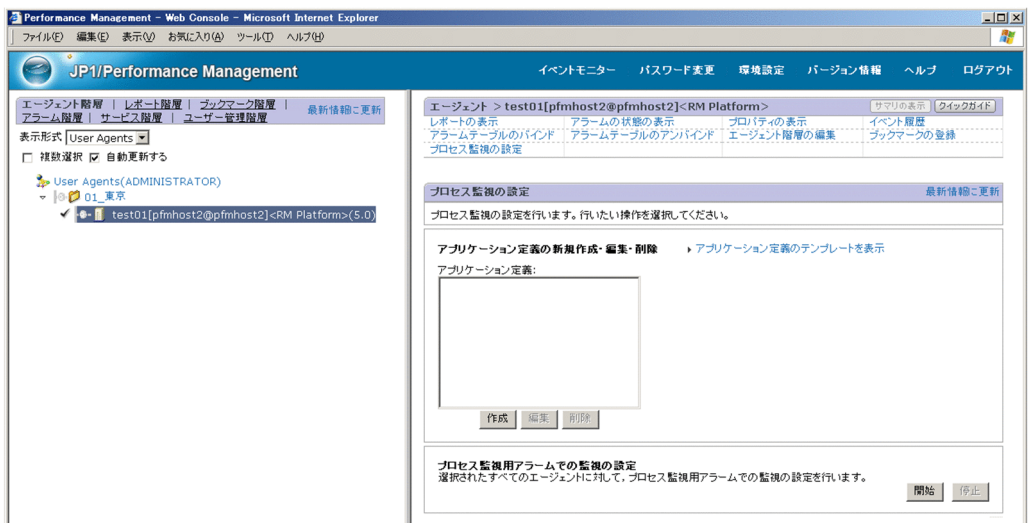 Performance Management - Web Console - Microsoft Internet Explorer
ファイル(F) 編集(E) 表示(V) お気に入り(A) ツール(T) ヘルプ(H)
JP1/Performance Management
イベントモニター パスワード変更 環境設定 バージョン情報 ヘルプ ログアウト
エージェント階層 | レポート階層 | ブックマーク階層 |
アラーム階層 | サービス階層 | ユーザー管理階層
最新情報に更新
表示形式 User Agents
複数選択 自動更新する
User Agents(ADMINISTRATOR)
01_東京
test01[pfmhost2@pfmhost2]<RM Platform>(5.0)
エージェント > test01[pfmhost2@pfmhost2]<RM Platform>
サマリの表示 クイックガイド
レポートの表示 アラームの状態の表示 プロパティの表示 イベント履歴
アラームテーブルのバインド アラームテーブルのアンバインド エージェント階層の編集 ブックマークの登録
プロセス監視の設定
プロセス監視の設定 最新情報に更新
プロセス監視の設定を行います。行いたい操作を選択してください。
アプリケーション定義の新規作成・編集・削除 アプリケーション定義のテンプレートを表示
アプリケーション定義:
作成 編集 削除
プロセス監視用アラームでの監視の設定
選択されたすべてのエージェントに対して、プロセス監視用アラームでの監視の設定を行います。
開始 停止